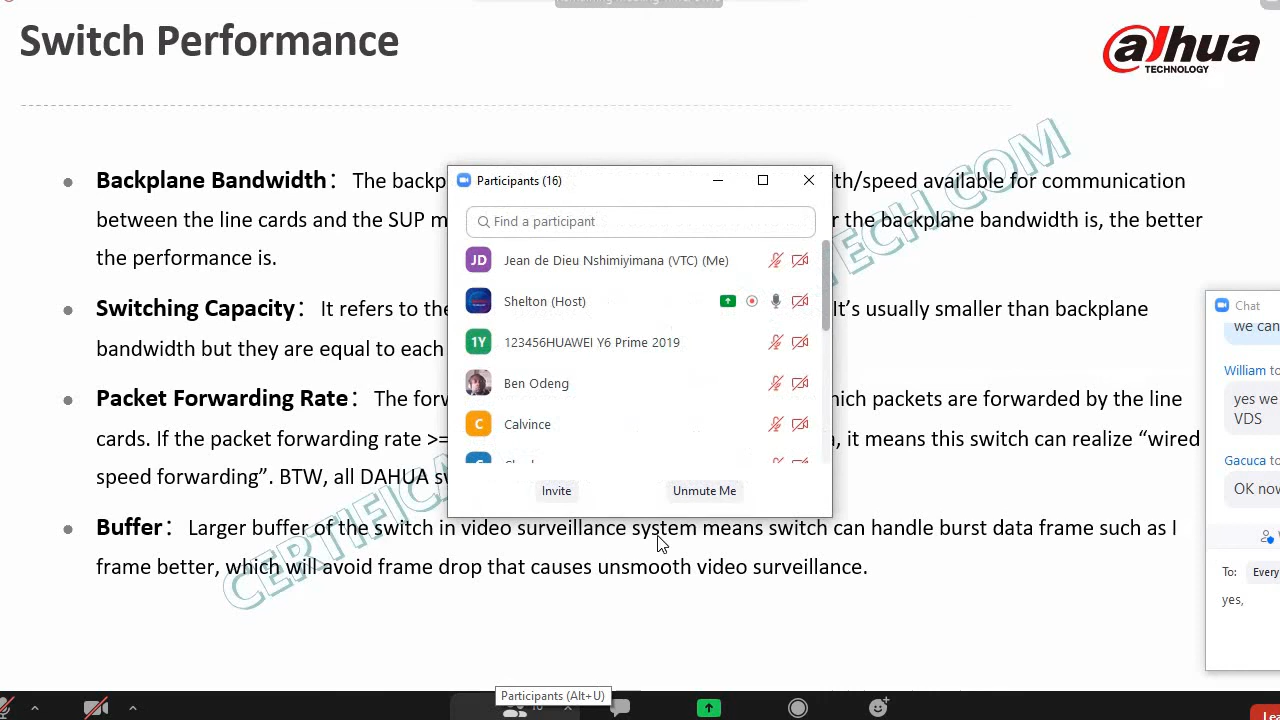 Switch Performance
alhua
TECHNOLOGY
Backplane Bandwidth： The backp
th/speed available for communication
between the line cards and the SUP m
r the backplane bandwidth is, the better
the performance is.
Switching Capacity： It refers to the
It’s usually smaller than backplane
bandwidth but they are equal to each
Packet Forwarding Rate： The forw
hich packets are forwarded by the line
cards. If the packet forwarding rate >=
, it means this switch can realize “wired
speed forwarding”. BTW, all DAHUA sw
Buffer： Larger buffer of the switch in video surveillance system means switch can handle burst data frame such as I
frame better, which will avoid frame drop that causes unsmooth video surveillance.
Participants (16)
Find a participant
JD Jean de Dieu Nshimiyimana (VTC) (Me)
Shelton (Host)
1Y 123456HUAWEI Y6 Prime 2019
Ben Odeng
C Calvince
Invite Unmute Me
Chat
we can
William to
yes we
VDS
Gacuca to
OK now
To: Every
yes,
Participants (Alt+U)